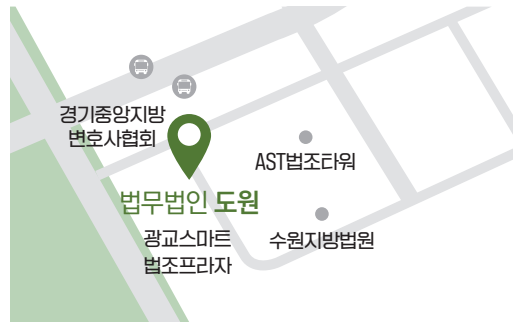 경기중앙지방
변호사협회
AST법조타워
법무법인 도원
광교스마트
법조프라자
수원지방법원